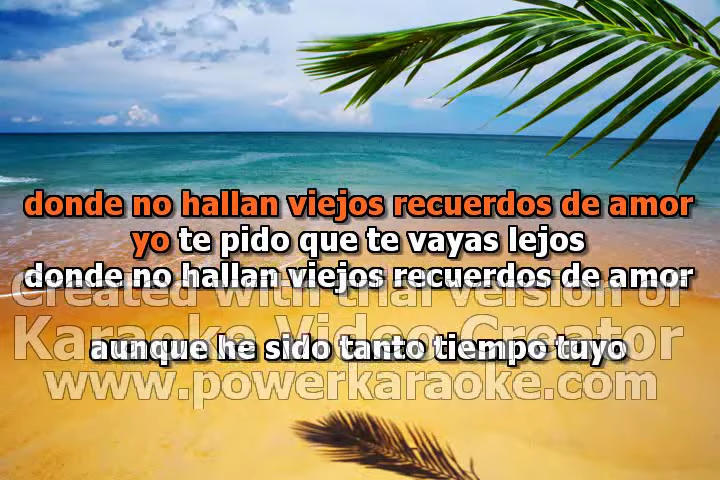 donde no hallan viejos recuerdos de amor
yo te pido que te vayas lejos
donde no hallan viejos recuerdos de amor
Created with trial version of
Karaoke Video Creator
aunque he sido tanto tiempo tuyo
www.powerkaraoke.com